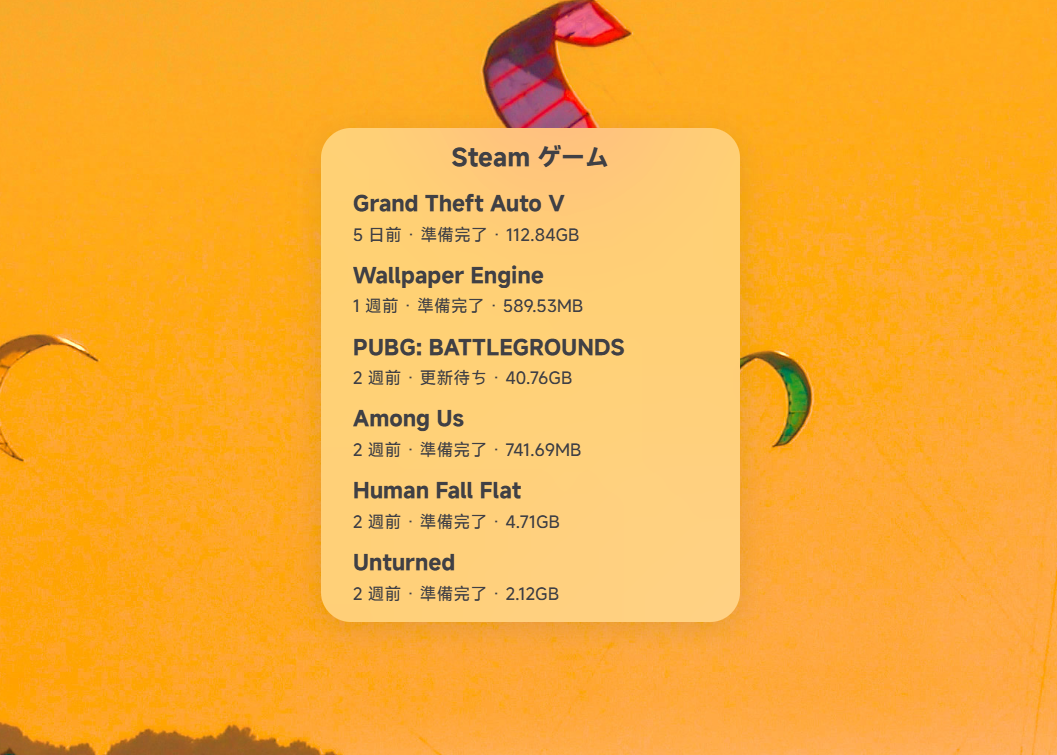 Steam ゲーム
Grand Theft Auto V
5 日前 · 準備完了 · 112.84GB
Wallpaper Engine
1 週前 · 準備完了 · 589.53MB
PUBG: BATTLEGROUNDS
2 週前 · 更新待ち · 40.76GB
Among Us
2 週前 · 準備完了 · 741.69MB
Human Fall Flat
2 週前 · 準備完了 · 4.71GB
Unturned
2 週前 · 準備完了 · 2.12GB